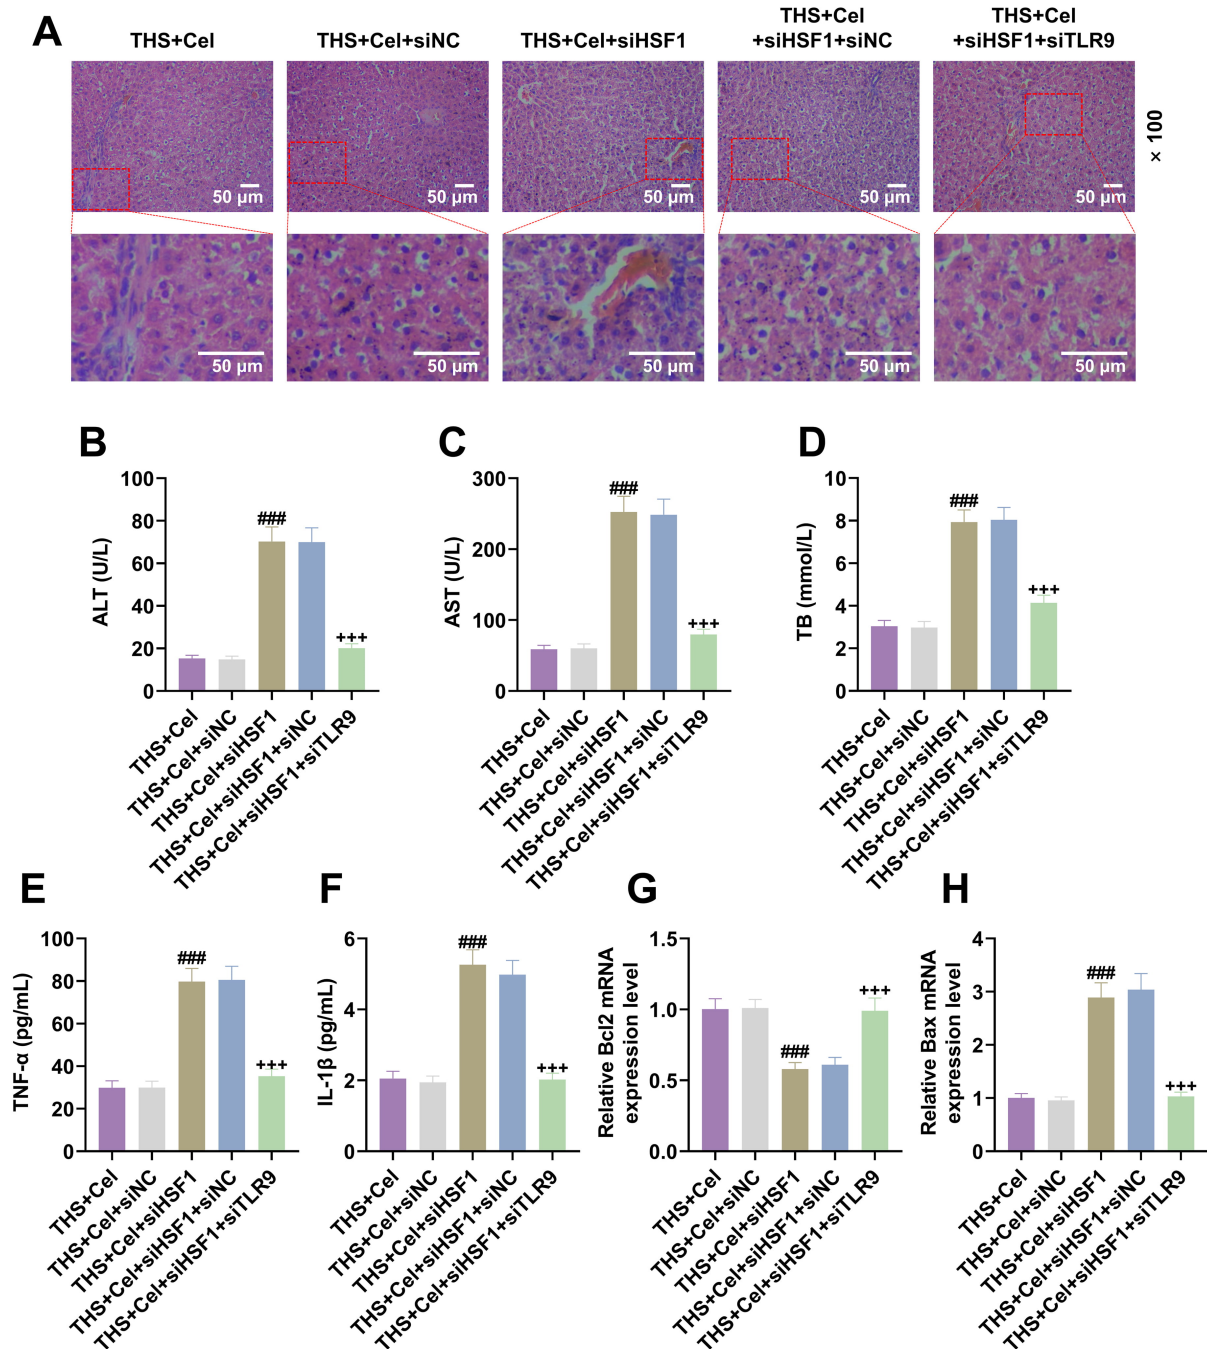 A
THS+Cel
THS+Cel+siNC
THS+Cel+siHSF1
THS+Cel
+siHSF1+siNC
THS+Cel
+siHSF1+siTLR9
× 100
50 µm
50 µm
50 µm
50 µm
50 µm
50 µm
50 µm
50 µm
50 µm
50 µm
B
ALT (U/L)
100
80
60
40
20
0
###
+++
THS+Cel
THS+Cel+siNC
THS+Cel+siHSF1
THS+Cel+siHSF1+siNC
THS+Cel+siHSF1+siTLR9
C
AST (U/L)
300
200
100
0
###
+++
THS+Cel
THS+Cel+siNC
THS+Cel+siHSF1
THS+Cel+siHSF1+siNC
THS+Cel+siHSF1+siTLR9
D
TB (mmol/L)
10
8
6
4
2
0
###
+++
THS+Cel
THS+Cel+siNC
THS+Cel+siHSF1
THS+Cel+siHSF1+siNC
THS+Cel+siHSF1+siTLR9
E
TNF-α (pg/mL)
100
80
60
40
20
0
###
+++
THS+Cel
THS+Cel+siNC
THS+Cel+siHSF1
THS+Cel+siHSF1+siNC
THS+Cel+siHSF1+siTLR9
F
IL-1β (pg/mL)
6
4
2
0
###
+++
THS+Cel
THS+Cel+siNC
THS+Cel+siHSF1
THS+Cel+siHSF1+siNC
THS+Cel+siHSF1+siTLR9
G
Relative Bcl2 mRNA
expression level
1.5
1.0
0.5
0.0
###
+++
THS+Cel
THS+Cel+siNC
THS+Cel+siHSF1
THS+Cel+siHSF1+siNC
THS+Cel+siHSF1+siTLR9
H
Relative Bax mRNA
expression level
4
3
2
1
0
###
+++
THS+Cel
THS+Cel+siNC
THS+Cel+siHSF1
THS+Cel+siHSF1+siNC
THS+Cel+siHSF1+siTLR9